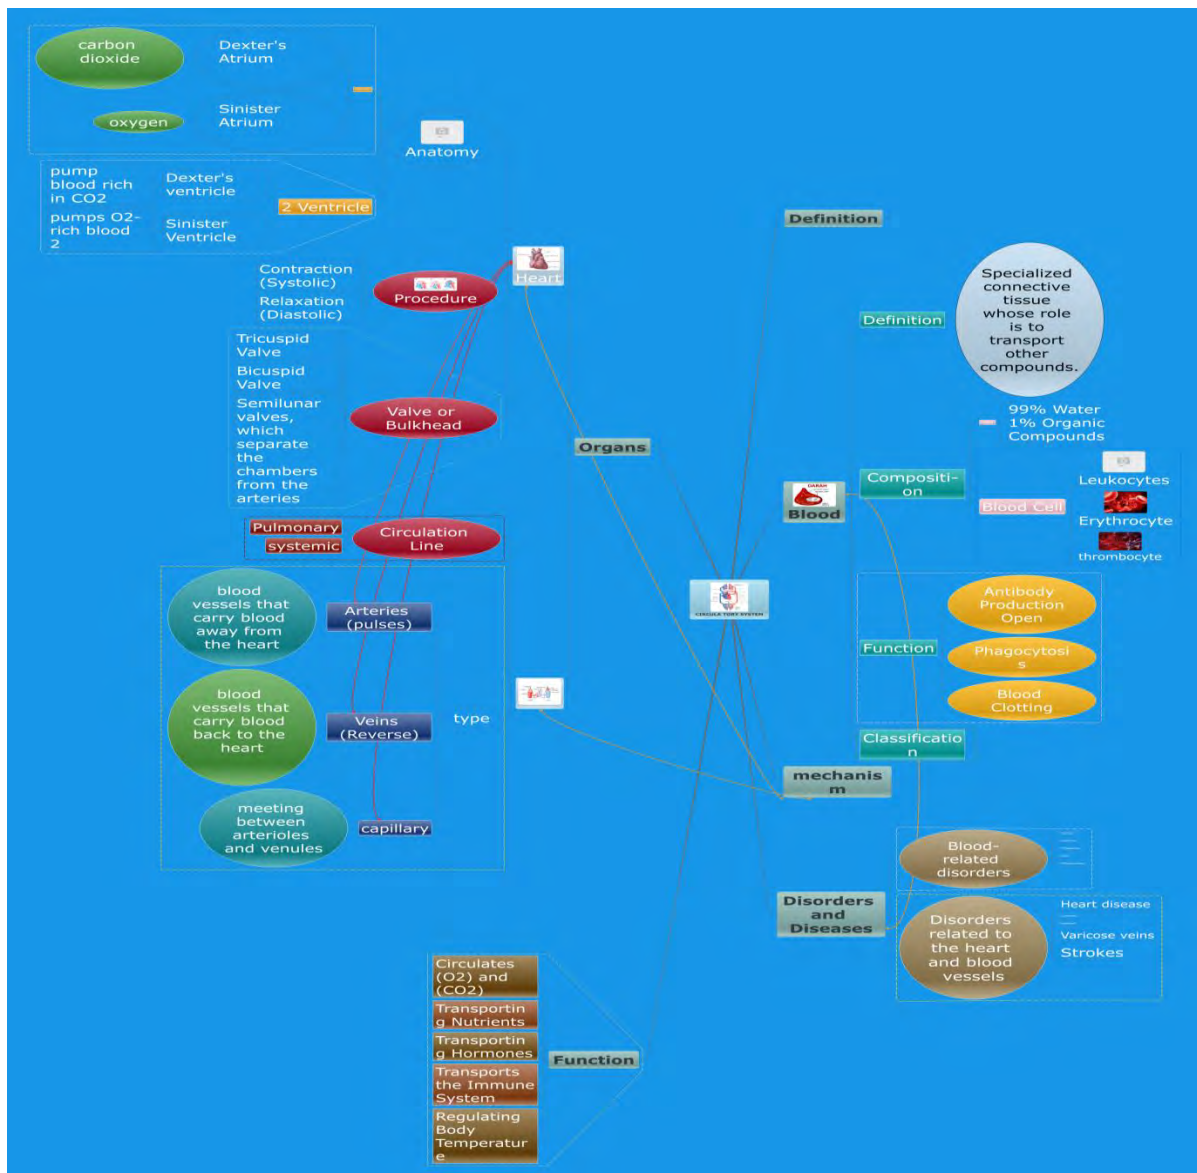 carbon
dioxide
Dexter's
Atrium
oxygen
Sinister
Atrium
Anatomy
pump
blood rich
in CO2
Dexter's
ventricle
pumps O2-
rich blood
2
Sinister
Ventricle
2 Ventricle
Heart
Contraction
(Systolic)
Relaxation
(Diastolic)
Procedure
Tricuspid
Valve
Bicuspid
Valve
Semilunar
valves,
which
separate
the
chambers
from the
arteries
Valve or
Bulkhead
Pulmonary
systemic
Circulation
Line
blood
vessels that
carry blood
away from
the heart
Arteries
(pulses)
blood
vessels that
carry blood
back to the
heart
Veins
(Reverse)
type
meeting
between
arterioles
and venules
capillary
Organs
CIRCULATORY SYSTEM
Definition
Definition
Specialized
connective
tissue
whose role
is to
transport
other
compounds.
99% Water
1% Organic
Compounds
DARAH
Blood
Compositi-
on
Blood Cell
Leukocytes
Erythrocyte
thrombocyte
Function
Antibody
Production
Open
Phagocytosi
s
Blood
Clotting
Classificatio
n
mechanis
m
Blood-
related
disorders
Disorders
and
Diseases
Disorders
related to
the heart
and blood
vessels
Heart disease
Varicose veins
Strokes
Circulates
(O2) and
(CO2)
Transportin
g Nutrients
Transportin
g Hormones
Transports
the Immune
System
Regulating
Body
Temperatur
e
Function